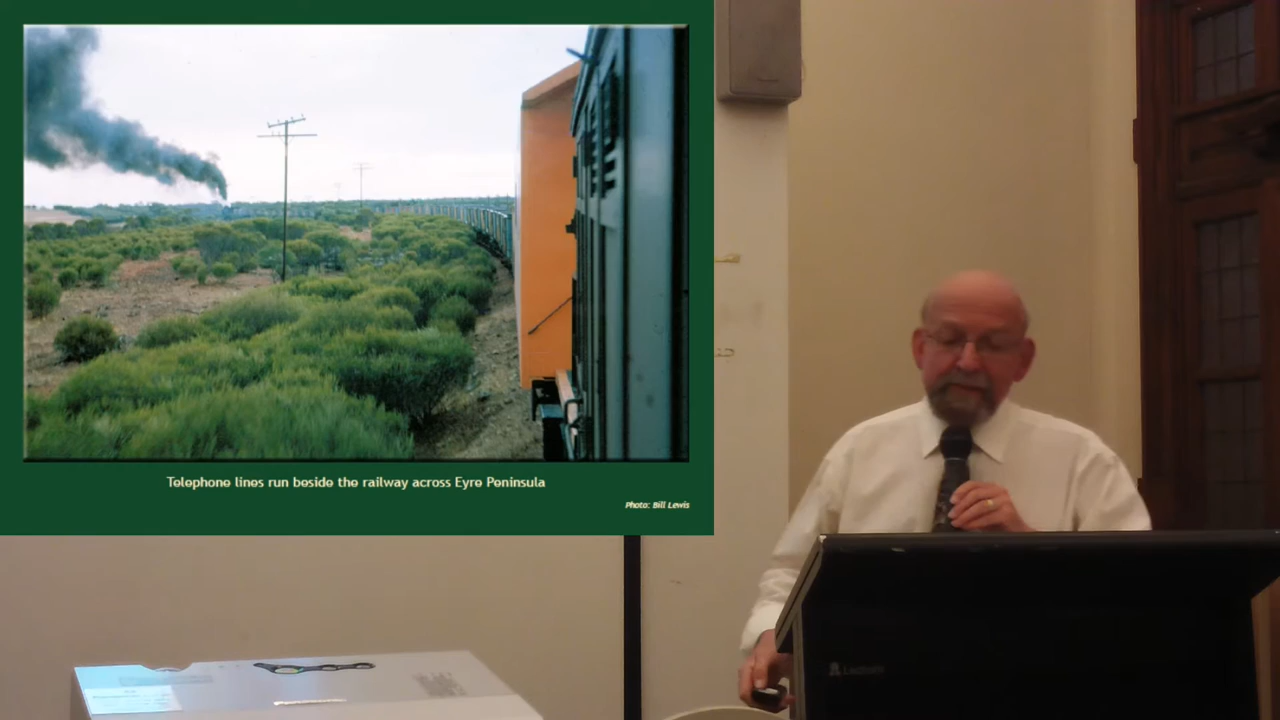 Telephone lines run beside the railway across Eyre Peninsula
Photo: Bill Lewis